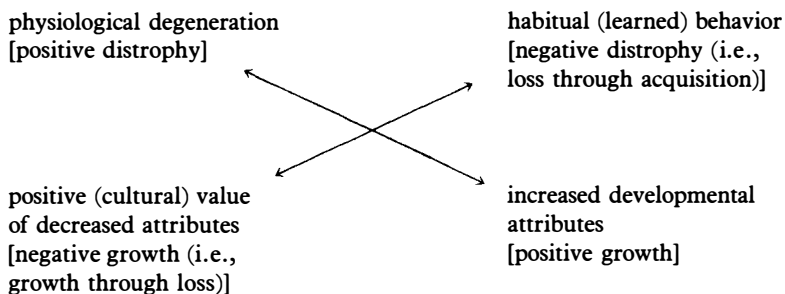 physiological degeneration
[positive distrophy]
habitual (learned) behavior
[negative distrophy (i.e.,
loss through acquisition)]
positive (cultural) value
of decreased attributes
[negative growth (i.e.,
growth through loss)]
increased developmental
attributes
[positive growth]